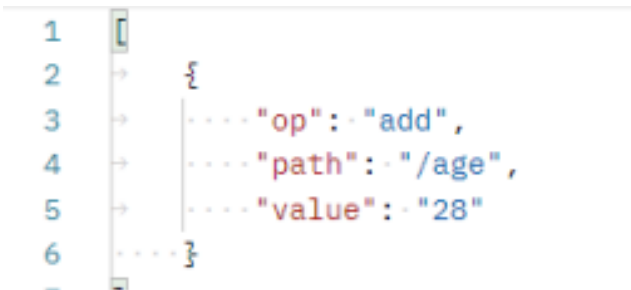 1 [
2 {
3 "op": "add",
4 "path": "/age",
5 "value": "28"
6 }